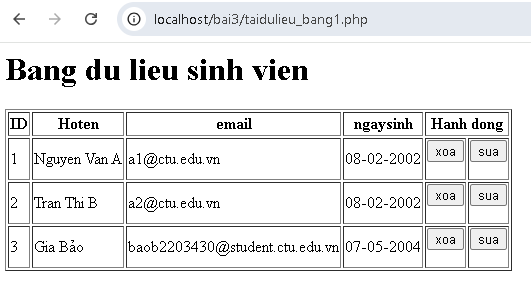 localhost/bai3/taidulieu_bang1.php
Bang du lieu sinh vien
ID Hoten email ngaysinh Hanh dong
1 Nguyen Van A a1@ctu.edu.vn 08-02-2002 xoa sua
2 Tran Thi B a2@ctu.edu.vn 08-02-2002 xoa sua
3 Gia Bảo baob2203430@student.ctu.edu.vn 07-05-2004 xoa sua